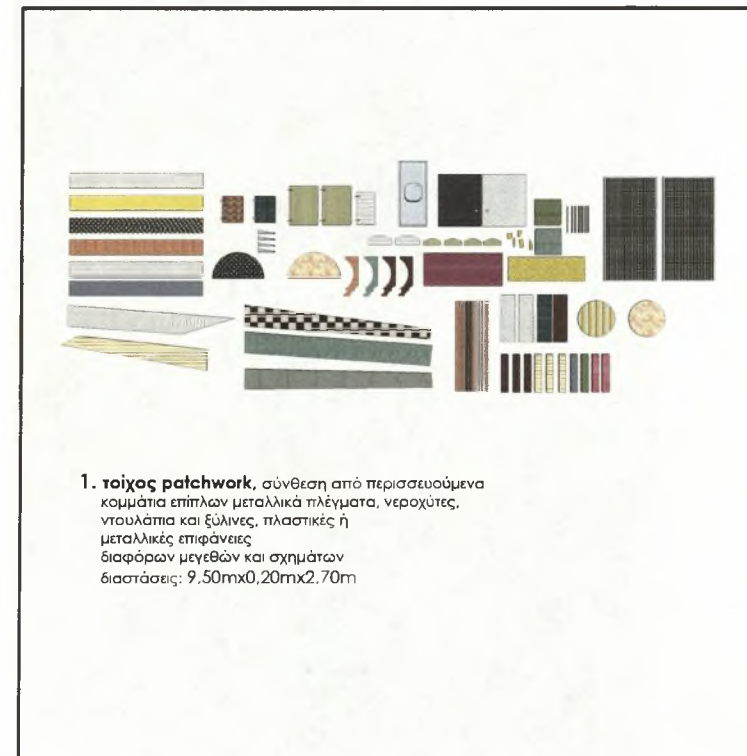 1. τοίχος patchwork, σύνθεση από περισσευούμενα
κομμάτια επίπλων μεταλλικά πλέγματα, νεροχύτες,
ντουλάπια και ξύλινες, πλαστικές ή
μεταλλικές επιφάνειες
διαφόρων μεγεθών και σχημάτων
διαστάσεις: 9,50mx0,20mx2,70m